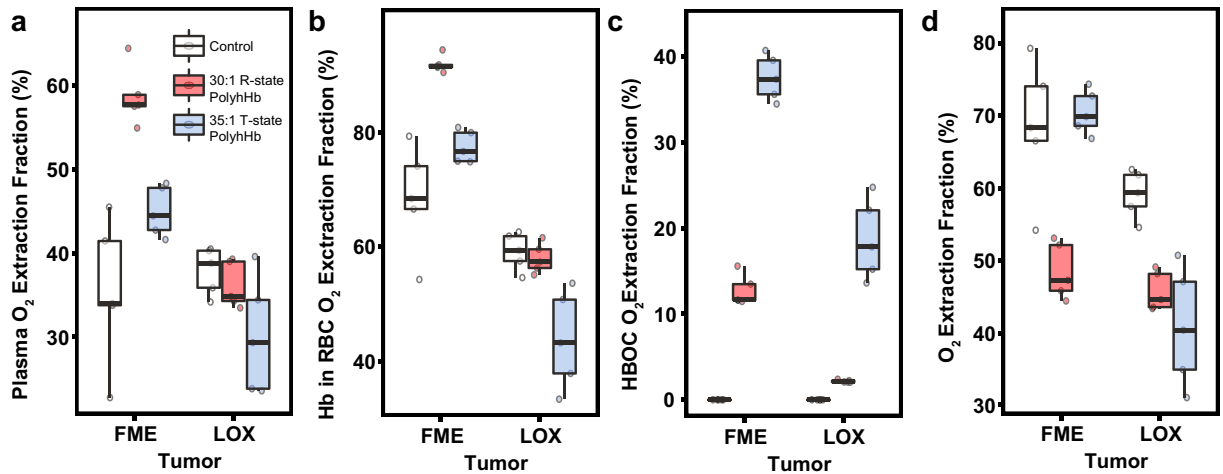 a
Plasma O2 Extraction Fraction (%)
60
50
40
30
Control
30:1 R-state
PolyhHb
35:1 T-state
PolyhHb
FME LOX
Tumor
b
Hb in RBC O2 Exctraction Fraction (%)
80
60
40
FME LOX
Tumor
c
HBOC O2Extraction Fraction (%)
40
30
20
10
0
FME LOX
Tumor
d
O2 Extraction Fraction (%)
80
70
60
50
40
30
FME LOX
Tumor